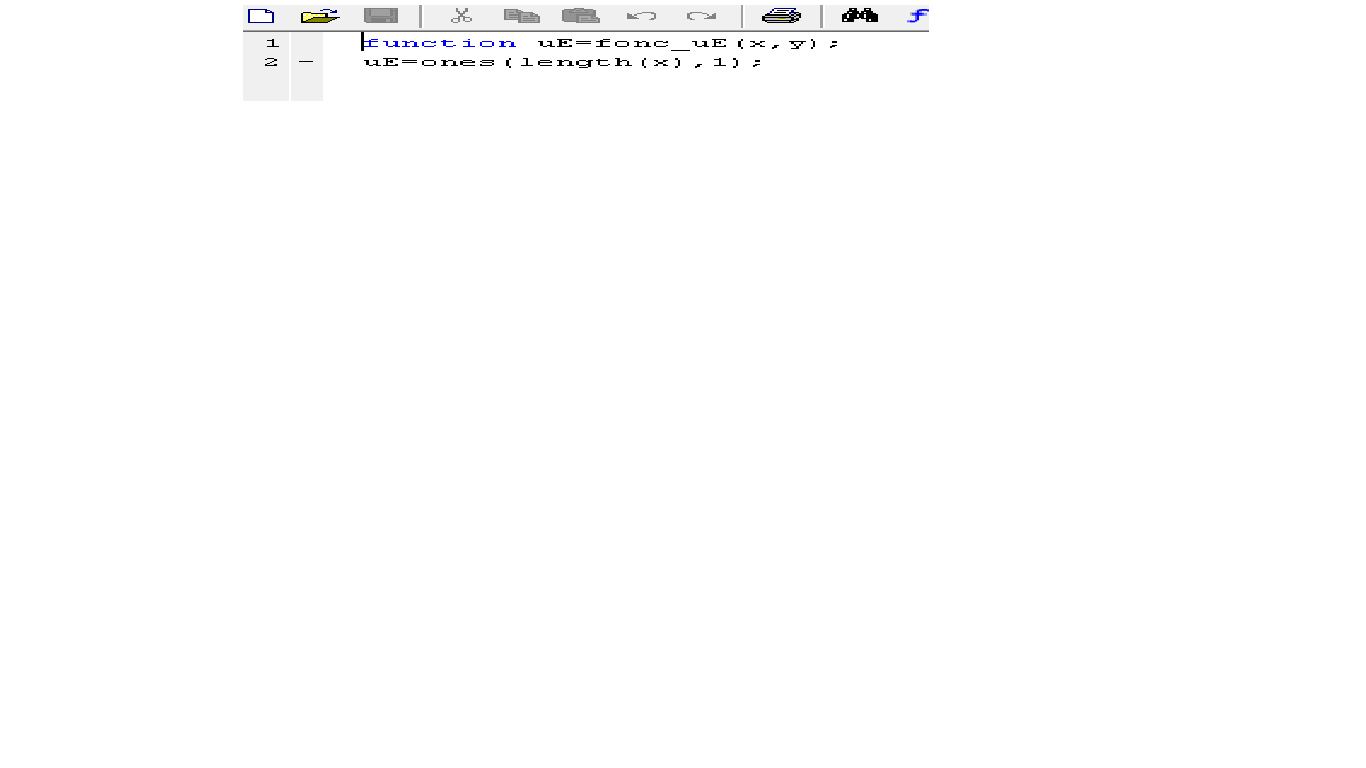 1 function uE=fonc_uE(x,y);
2 - uE=ones(length(x),1);